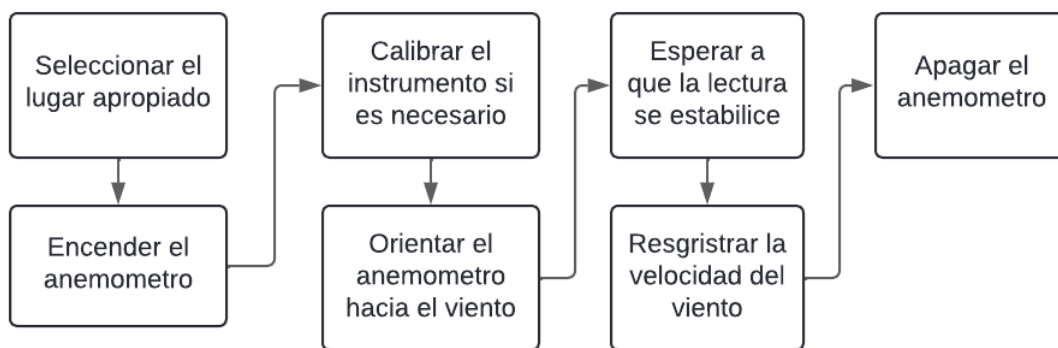 Seleccionar el
lugar apropiado
Encender el
anemometro
Calibrar el
instrumento si
es necesario
Orientar el
anemometro
hacia el viento
Esperar a
que la lectura
se estabilice
Resgristrar la
velocidad del
viento
Apagar el
anemometro